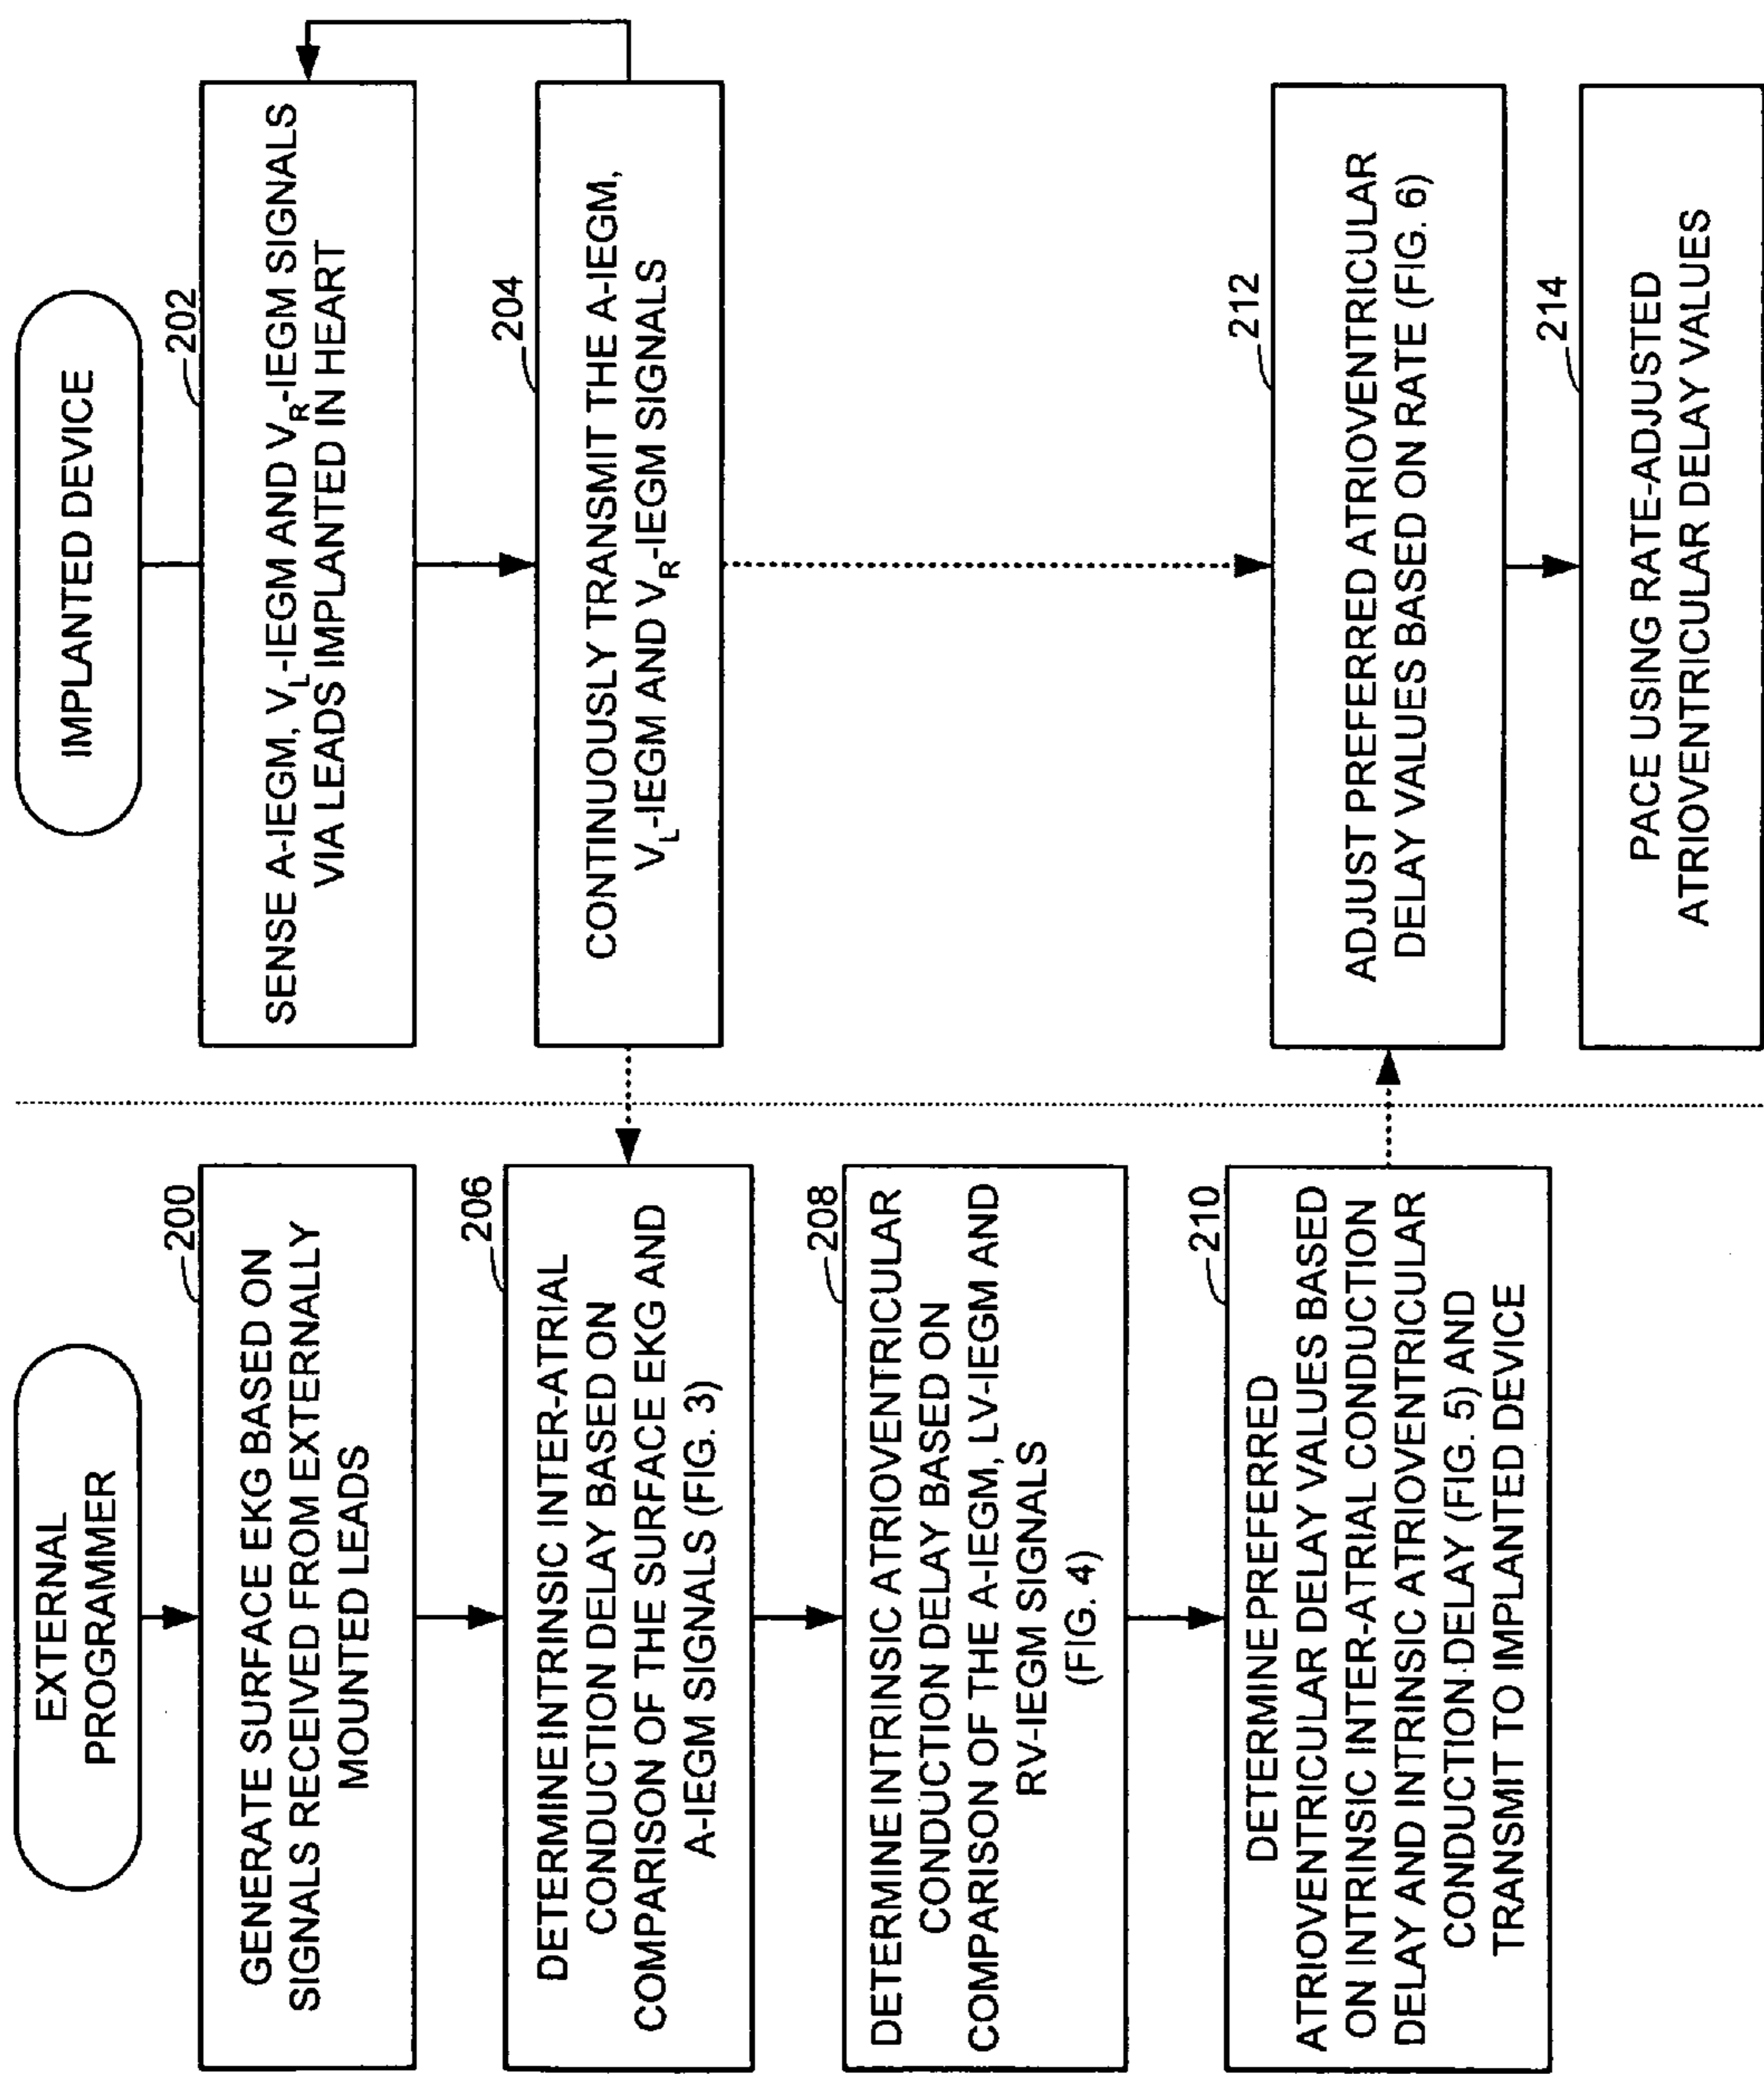 EXTERNAL
PROGRAMMER
200
GENERATE SURFACE EKG BASED ON
SIGNALS RECEIVED FROM EXTERNALLY
MOUNTED LEADS
206
DETERMINE INTRINSIC INTER-ATRIAL
CONDUCTION DELAY BASED ON
COMPARISON OF THE SURFACE EKG AND
A-IEGM SIGNALS (FIG. 3)
208
DETERMINE INTRINSIC ATRIOVENTRICULAR
CONDUCTION DELAY BASED ON
COMPARISON OF THE A-IEGM, LV-IEGM AND
RV-IEGM SIGNALS
(FIG. 4)
210
DETERMINE PREFERRED
ATRIOVENTRICULAR DELAY VALUES BASED
ON INTRINSIC INTER-ATRIAL CONDUCTION
DELAY AND INTRINSIC ATRIOVENTRICULAR
CONDUCTION DELAY (FIG. 5) AND
TRANSMIT TO IMPLANTED DEVICE
IMPLANTED DEVICE
202
SENSE A-IEGM, VL-IEGM AND VR-IEGM SIGNALS
VIA LEADS IMPLANTED IN HEART
204
CONTINUOUSLY TRANSMIT THE A-IEGM,
VL-IEGM AND VR-IEGM SIGNALS
212
ADJUST PREFERRED ATRIOVENTRICULAR
DELAY VALUES BASED ON RATE (FIG. 6)
214
PACE USING RATE-ADJUSTED
ATRIOVENTRICULAR DELAY VALUES